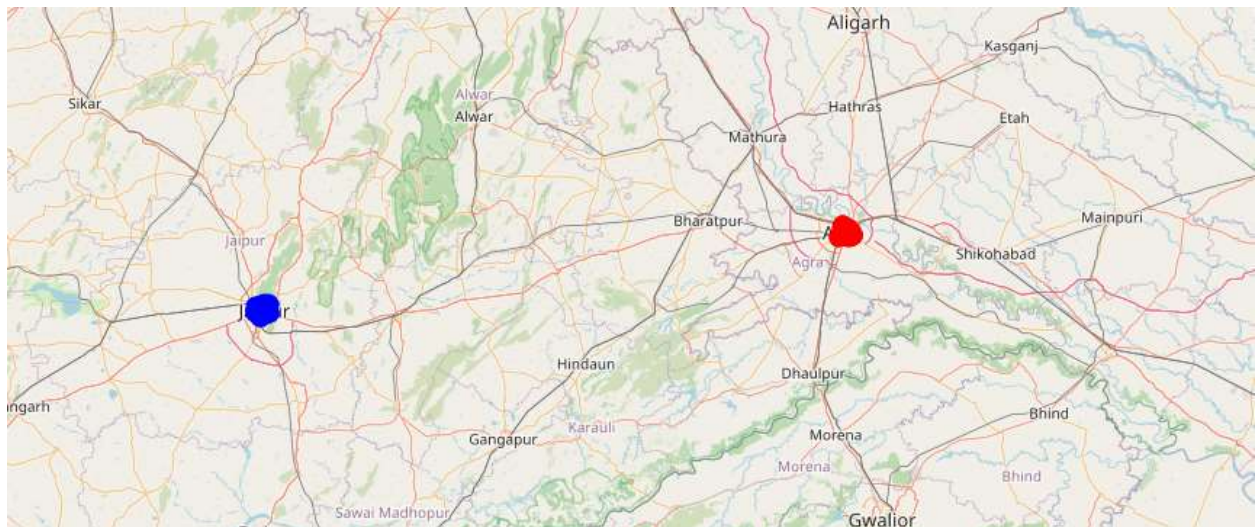 Aligarh
Kasganj
Sikar
Alwar
Alwar
Hathras
Etah
Mathura
Bharatpur
Mainpuri
Jaipur
Shikohabad
Agra
Hindaun
Dhaulpur
angarh
Bhind
Karauli
Gangapur
Morena
Morena
Bhind
Sawai Madhopur
Gwalior